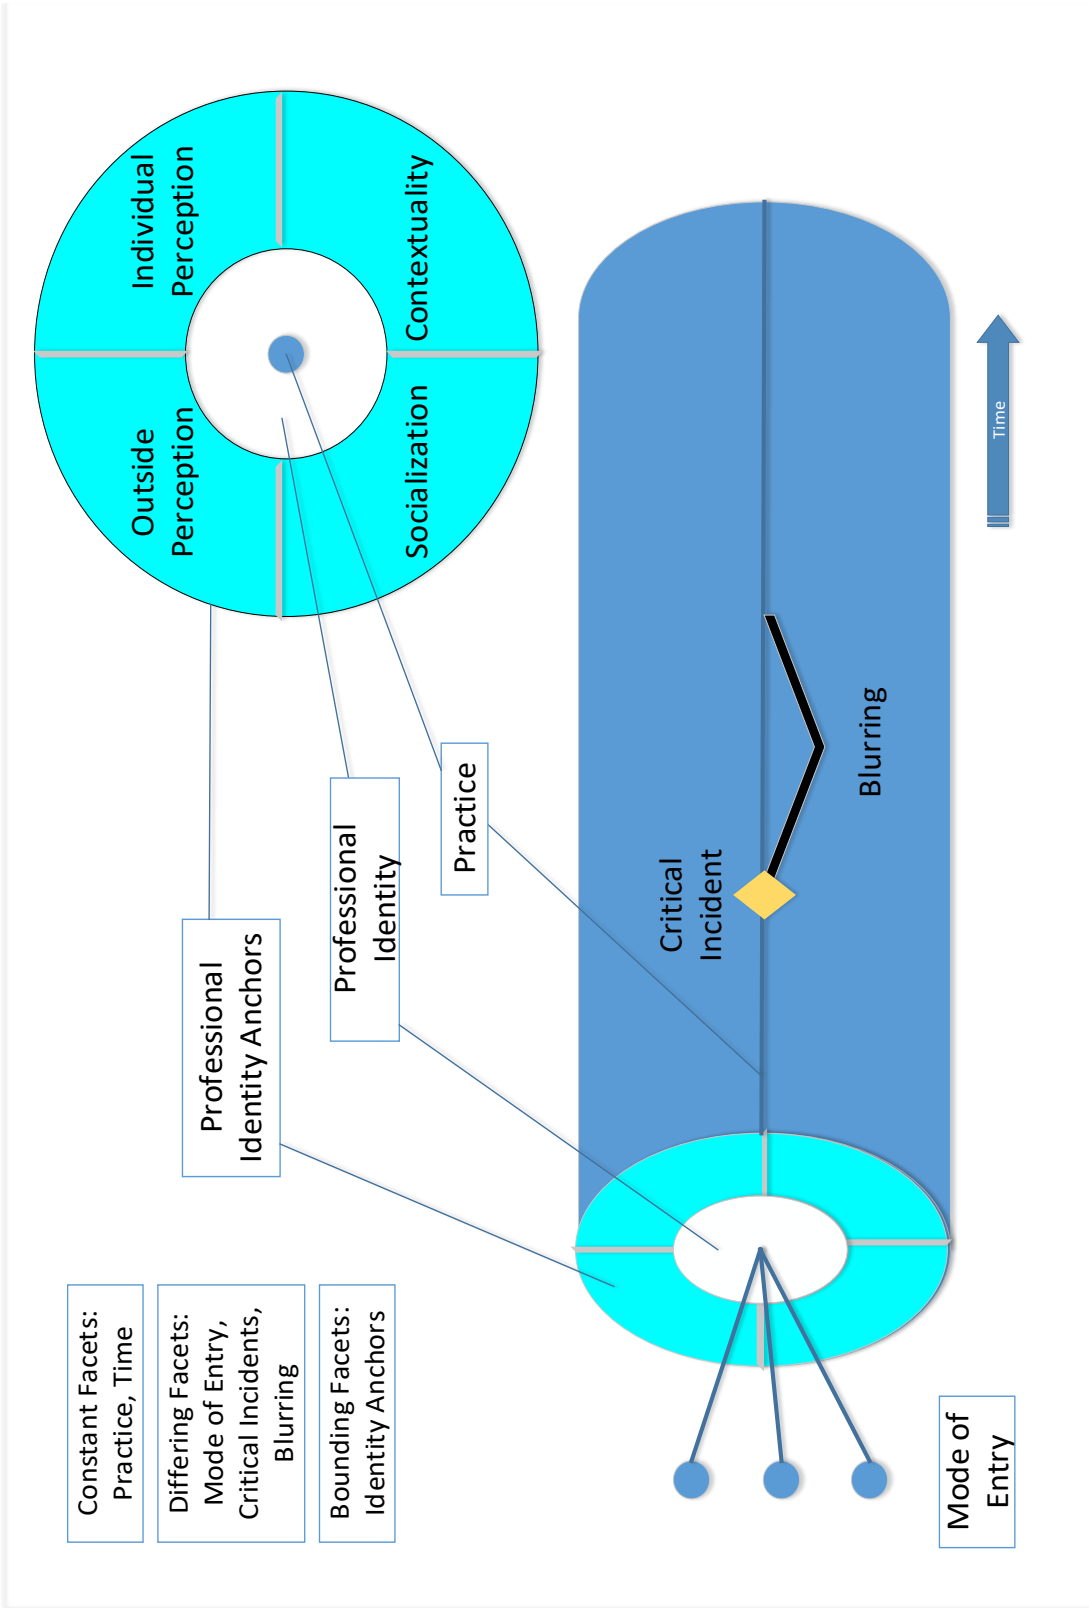 Constant Facets:
Practice, Time
Differing Facets:
Mode of Entry,
Critical Incidents,
Blurring
Bounding Facets:
Identity Anchors
Professional
Identity Anchors
Professional
Identity
Practice
Outside
Perception
Individual
Perception
Socialization
Contextuality
Critical
Incident
Blurring
Mode of
Entry
Time